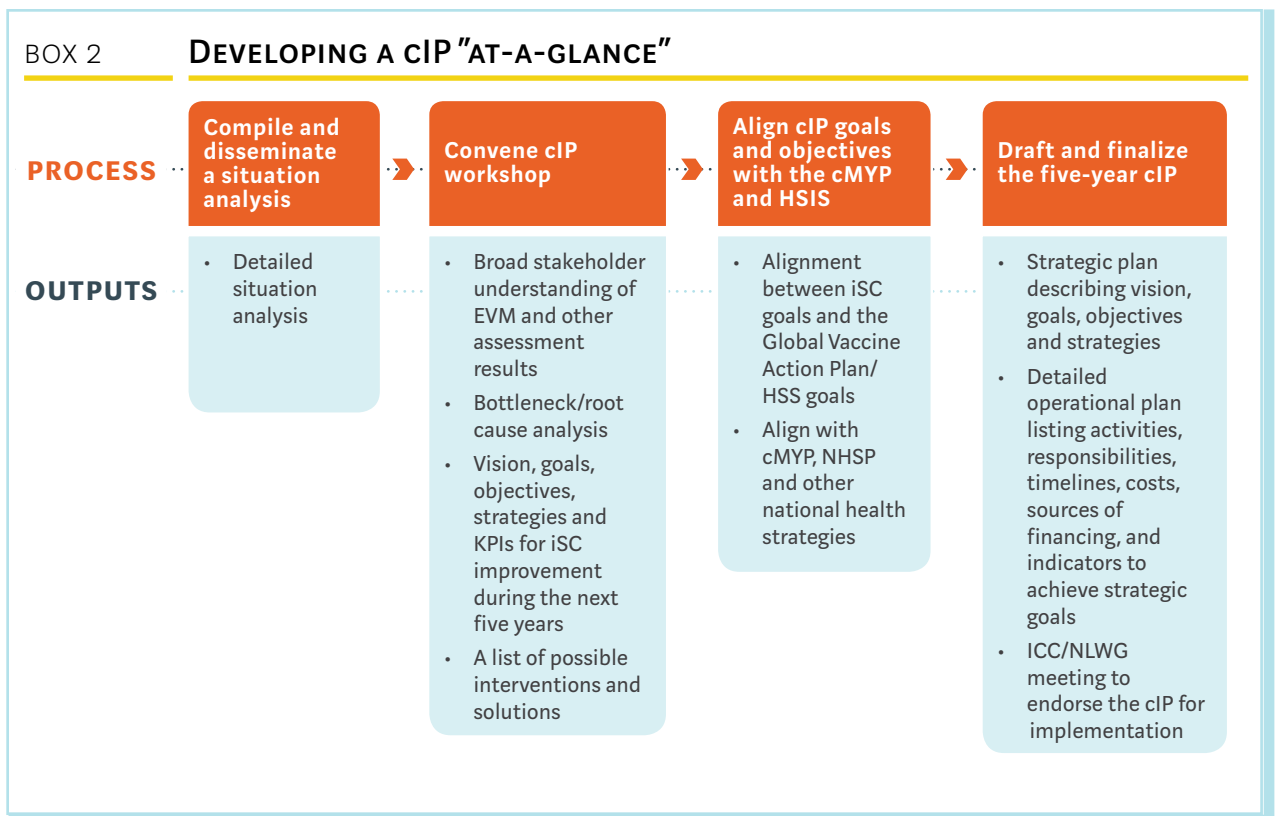 BOX 2
DEVELOPING A CIP "AT-A-GLANCE"
PROCESS
Compile and
disseminate
a situation
analysis
Convene cIP
workshop
Align cIP goals
and objectives
with the cMYP
and HSIS
Draft and finalize
the five-year cIP
OUTPUTS
• Detailed
situation
analysis
• Broad stakeholder
understanding of
EVM and other
assessment
results
• Bottleneck/root
cause analysis
• Vision, goals,
objectives,
strategies and
KPIs for iSC
improvement
during the next
five years
• A list of possible
interventions and
solutions
• Alignment
between iSC
goals and the
Global Vaccine
Action Plan/
HSS goals
• Align with
cMYP, NHSP
and other
national health
strategies
• Strategic plan
describing vision,
goals, objectives
and strategies
• Detailed
operational plan
listing activities,
responsibilities,
timelines, costs,
sources of
financing, and
indicators to
achieve strategic
goals
• ICC/NLWG
meeting to
endorse the cIP for
implementation